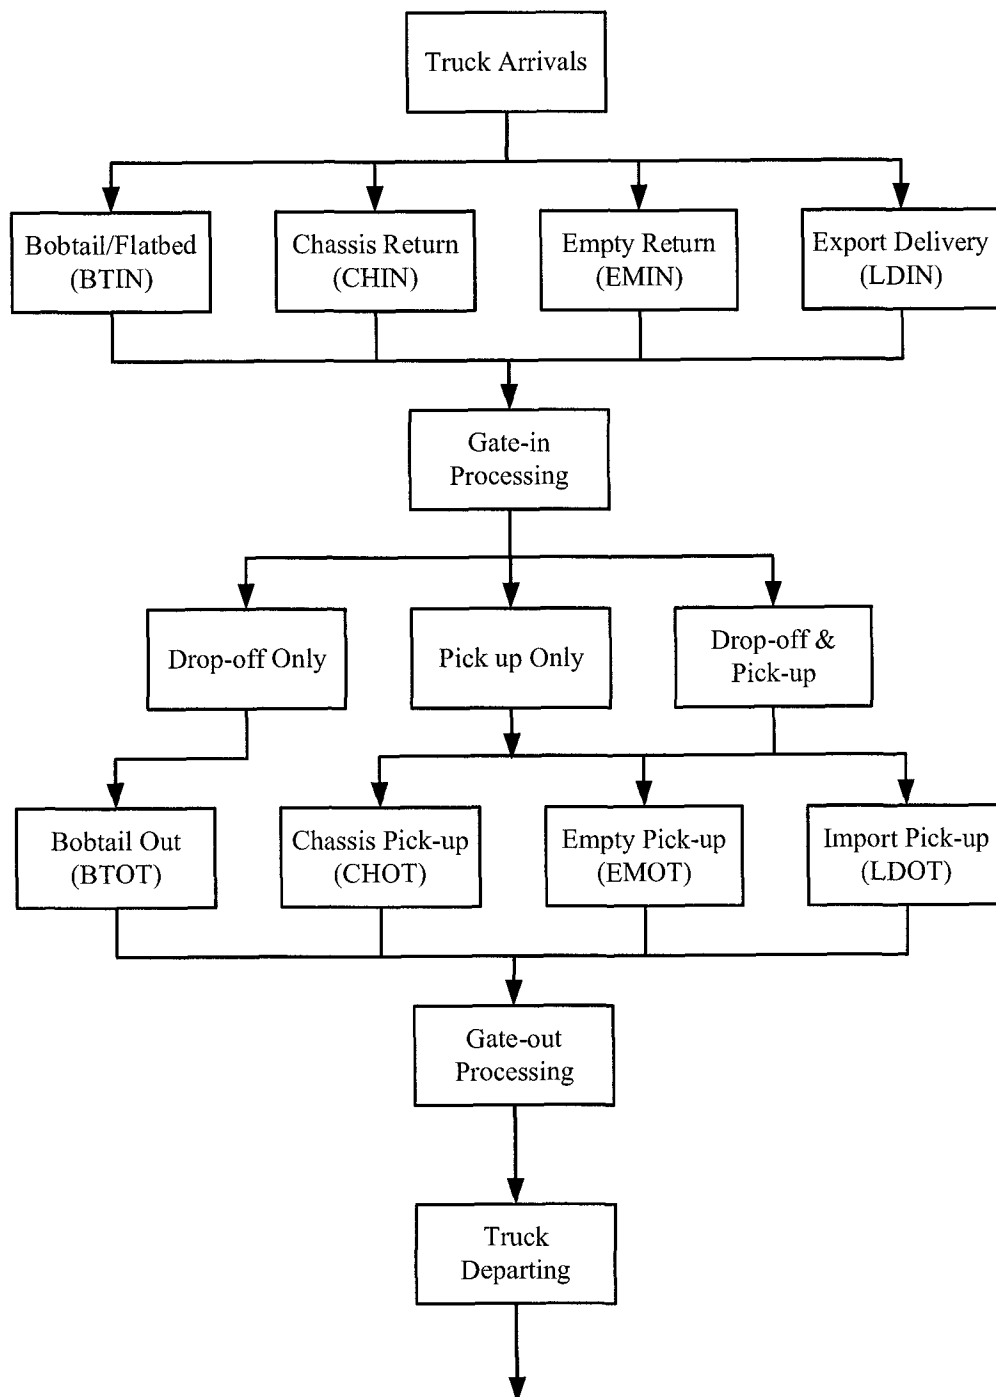 Truck Arrivals
Bobtail/Flatbed
(BTIN)
Chassis Return
(CHIN)
Empty Return
(EMIN)
Export Delivery
(LDIN)
Gate-in
Processing
Drop-off Only
Pick up Only
Drop-off &
Pick-up
Bobtail Out
(BTOT)
Chassis Pick-up
(CHOT)
Empty Pick-up
(EMOT)
Import Pick-up
(LDOT)
Gate-out
Processing
Truck
Departing